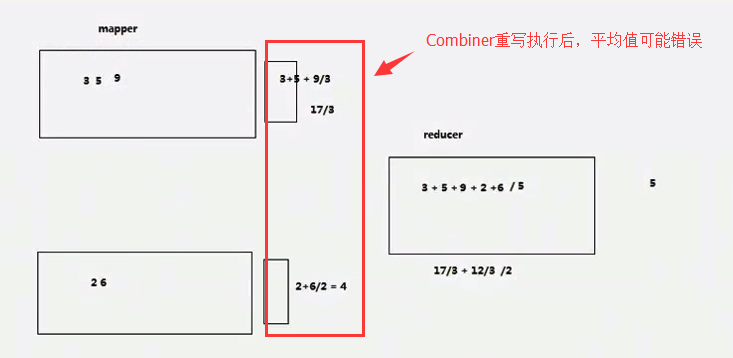 mapper
Combiner重写执行后，平均值可能错误
3 5 9
3+5 + 9/3
17/3
reducer
3 + 5 + 9 + 2 +6 / 5
5
17/3 + 12/3 /2
2 6
2+6/2 = 4